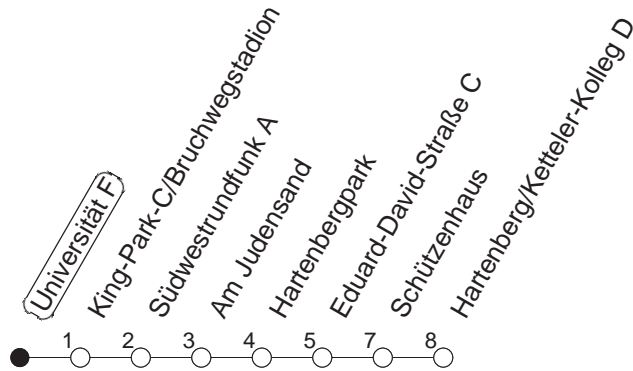 Universität F
King-Park-C/Bruchwegstadion
Südwestrundfunk A
Am Judensand
Hartenbergpark
Eduard-David-Straße C
Schützenhaus
Hartenberg/Ketteler-Kolleg D
1 2 3 4 5 7 8